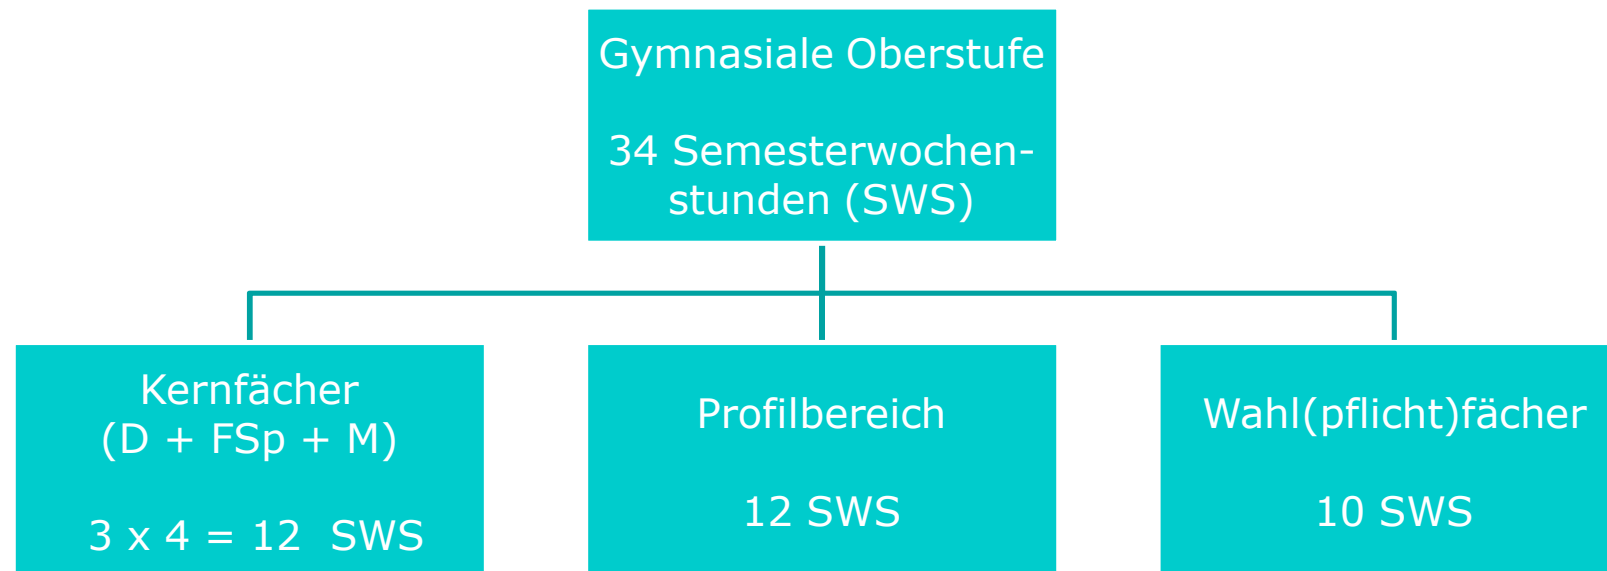 Gymnasiale Oberstufe
34 Semesterwochen-
stunden (SWS)
Kernfächer
(D + FSp + M)
3 x 4 = 12 SWS
Profilbereich
12 SWS
Wahl(pflicht)fächer
10 SWS